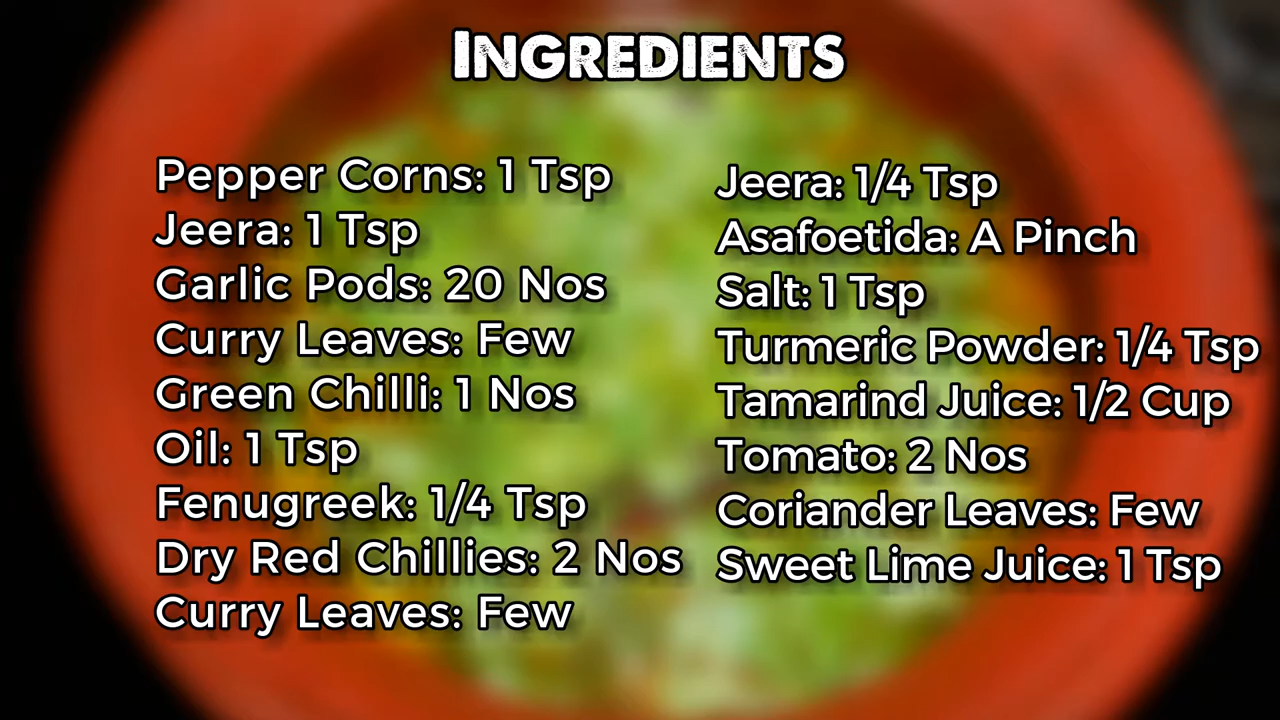 Ingredients
Pepper Corns: 1 Tsp
Jeera: 1 Tsp
Garlic Pods: 20 Nos
Curry Leaves: Few
Green Chilli: 1 Nos
Oil: 1 Tsp
Fenugreek: 1/4 Tsp
Dry Red Chillies: 2 Nos
Curry Leaves: Few
Jeera: 1/4 Tsp
Asafoetida: A Pinch
Salt: 1 Tsp
Turmeric Powder: 1/4 Tsp
Tamarind Juice: 1/2 Cup
Tomato: 2 Nos
Coriander Leaves: Few
Sweet Lime Juice: 1 Tsp